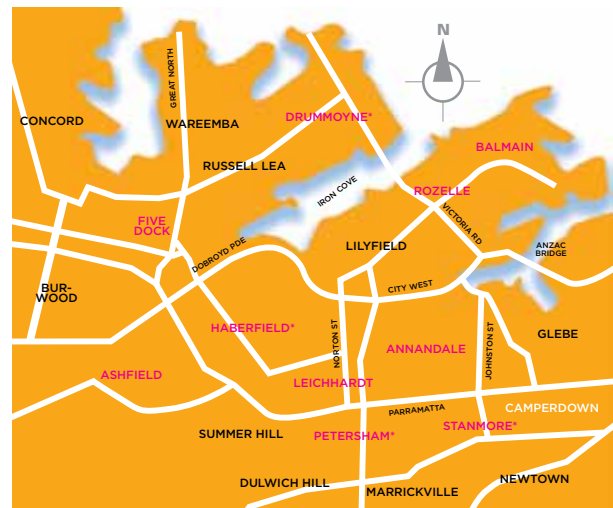 N
GREAT NORTH
CONCORD
WAREEMBA
DRUMMOYNE*
BALMAIN
RUSSELL LEA
IRON COVE
ROZELLE
FIVE
DOCK
VICTORIA RD
DOBROYD PDE
LILYFIELD
ANZAC
BRIDGE
BUR-
WOOD
CITY WEST
HABERFIELD*
NORTON ST
JOHNSTON ST
GLEBE
ANNANDALE
ASHFIELD
LEICHHARDT
PARRAMATTA
CAMPERDOWN
SUMMER HILL
PETERSHAM*
STANMORE*
DULWICH HILL
MARRICKVILLE
NEWTOWN